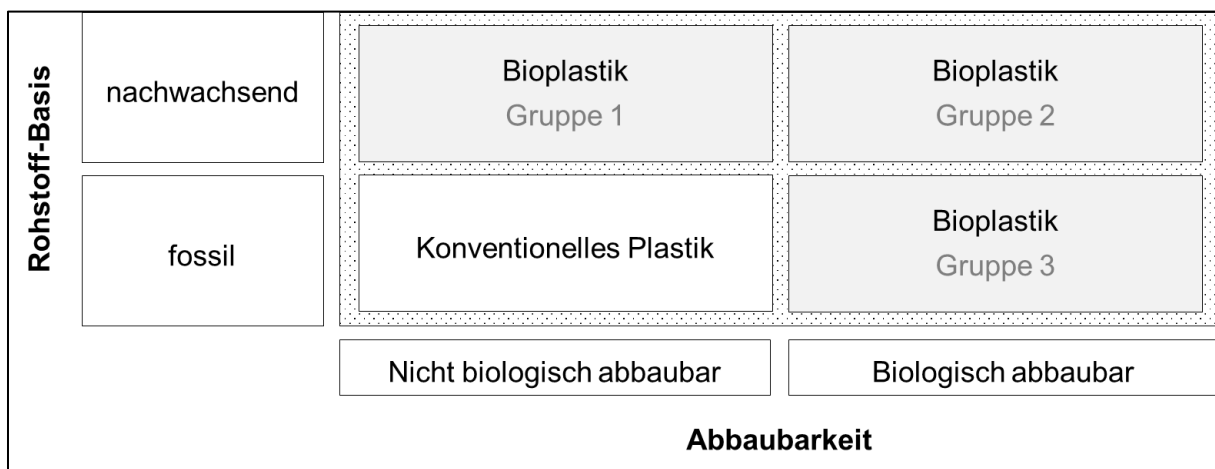 Rohstoff-Basis
nachwachsend
Bioplastik
Gruppe 1
Bioplastik
Gruppe 2
fossil
Konventionelles Plastik
Bioplastik
Gruppe 3
Nicht biologisch abbaubar
Biologisch abbaubar
Abbaubarkeit